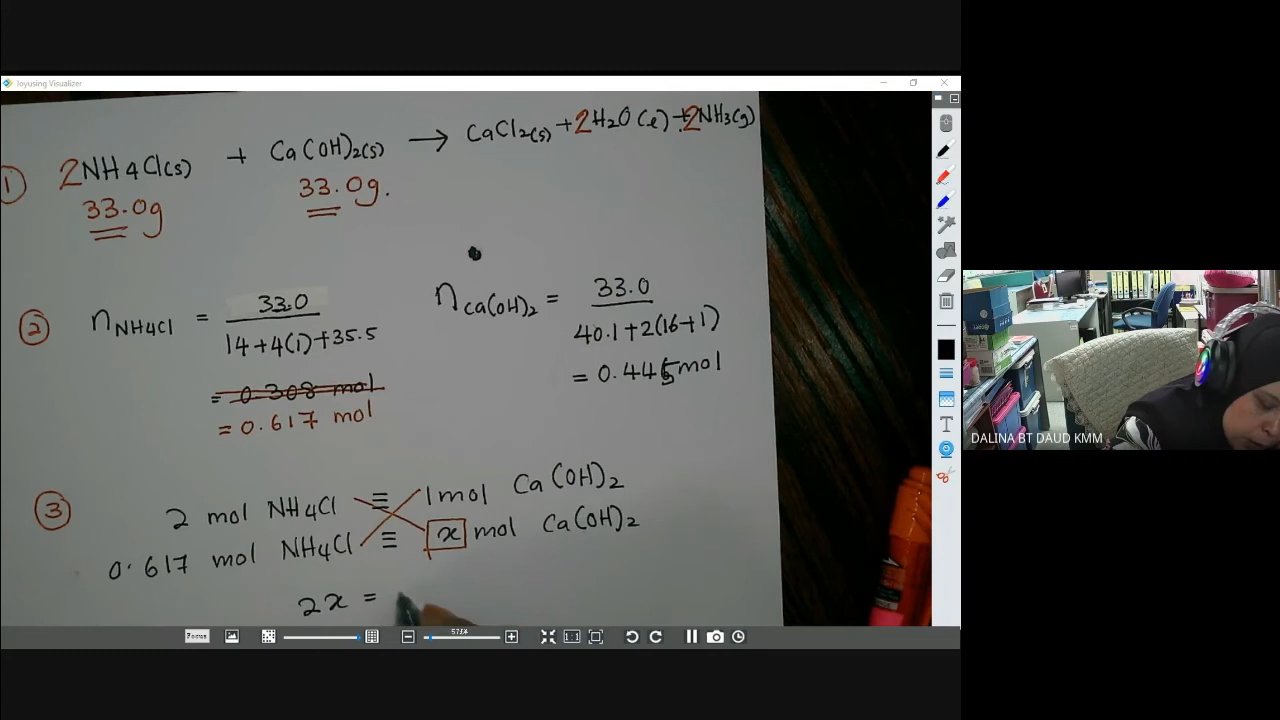 Joyusing Visualizer
① 2NH4Cl(s) + Ca(OH)2(s) → CaCl2(s) + 2H2O(l) + 2NH3(g)
33.0g 33.0g.
② nNH4Cl = 33.0 / 14+4(1)+35.5
= 0.308 mol
= 0.617 mol
nCa(OH)2 = 33.0 / 40.1+2(16+1)
= 0.445 mol
③ 2 mol NH4Cl ≡ 1 mol Ca(OH)2
0.617 mol NH4Cl ≡ x mol Ca(OH)2
2x =
Focus
1:1
T
DALINA BT DAUD KMM